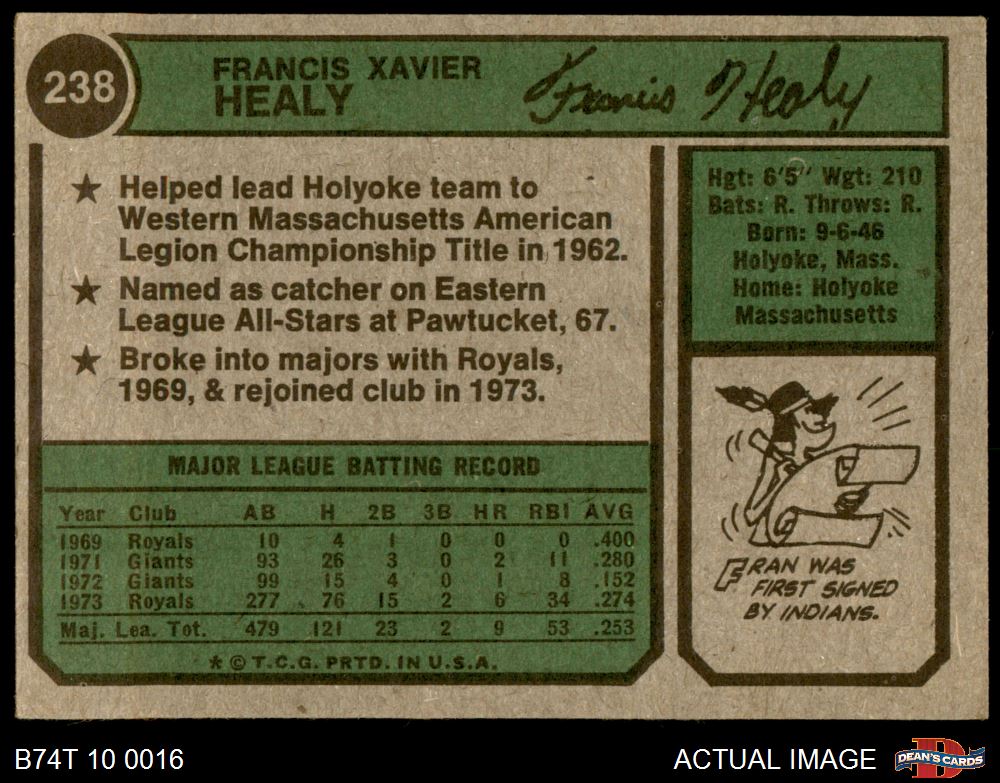 238
FRANCIS XAVIER
HEALY
Francis Healy
★ Helped lead Holyoke team to
Western Massachusetts American
Legion Championship Title in 1962.
★ Named as catcher on Eastern
League All-Stars at Pawtucket, 67.
★ Broke into majors with Royals,
1969, & rejoined club in 1973.
Hgt: 6'5" Wgt: 210
Bats: R. Throws: R.
Born: 9-6-46
Holyoke, Mass.
Home: Holyoke
Massachusetts
MAJOR LEAGUE BATTING RECORD
Year Club AB H 2B 3B HR RBI AVG
1969 Royals 10 4 1 0 0 0 .400
1971 Giants 93 26 3 0 2 11 .280
1972 Giants 99 15 4 0 1 8 .152
1973 Royals 277 76 15 2 6 34 .274
Maj. Lea. Tot. 479 121 23 2 9 53 .253
* © T.C.G. PRTD. IN U.S.A.
FRAN WAS
FIRST SIGNED
BY INDIANS.
B74T 10 0016
ACTUAL IMAGE
D
DEAN'S CARDS